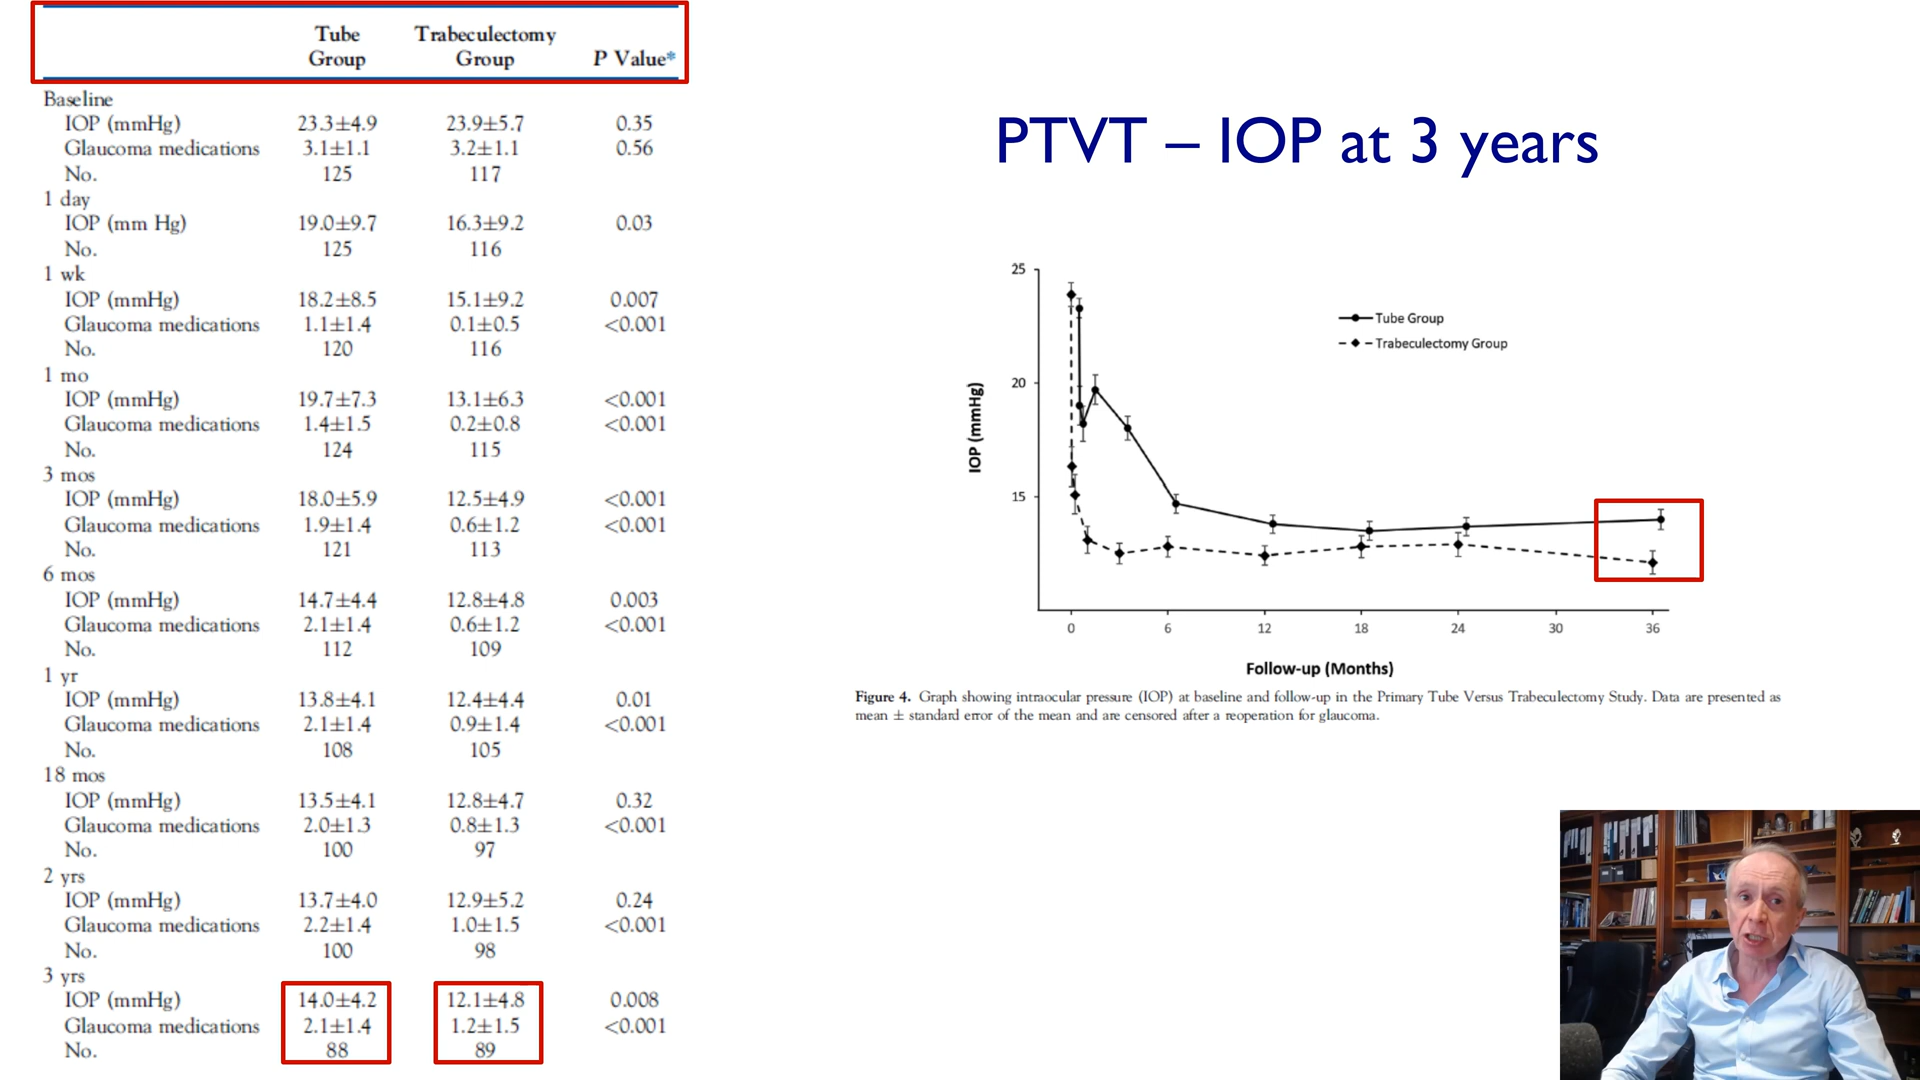 Tube Trabeculectomy
Group Group P Value*
Baseline
IOP (mmHg) 23.3±4.9 23.9±5.7 0.35
Glaucoma medications 3.1±1.1 3.2±1.1 0.56
No. 125 117
1 day
IOP (mm Hg) 19.0±9.7 16.3±9.2 0.03
No. 125 116
1 wk
IOP (mmHg) 18.2±8.5 15.1±9.2 0.007
Glaucoma medications 1.1±1.4 0.1±0.5 <0.001
No. 120 116
1 mo
IOP (mmHg) 19.7±7.3 13.1±6.3 <0.001
Glaucoma medications 1.4±1.5 0.2±0.8 <0.001
No. 124 115
3 mos
IOP (mmHg) 18.0±5.9 12.5±4.9 <0.001
Glaucoma medications 1.9±1.4 0.6±1.2 <0.001
No. 121 113
6 mos
IOP (mmHg) 14.7±4.4 12.8±4.8 0.003
Glaucoma medications 2.1±1.4 0.6±1.2 <0.001
No. 112 109
1 yr
IOP (mmHg) 13.8±4.1 12.4±4.4 0.01
Glaucoma medications 2.1±1.4 0.9±1.4 <0.001
No. 108 105
18 mos
IOP (mmHg) 13.5±4.1 12.8±4.7 0.32
Glaucoma medications 2.0±1.3 0.8±1.3 <0.001
No. 100 97
2 yrs
IOP (mmHg) 13.7±4.0 12.9±5.2 0.24
Glaucoma medications 2.2±1.4 1.0±1.5 <0.001
No. 100 98
3 yrs
IOP (mmHg) 14.0±4.2 12.1±4.8 0.008
Glaucoma medications 2.1±1.4 1.2±1.5 <0.001
No. 88 89
PTVT – IOP at 3 years
25
20
15
IOP (mmHg)
Tube Group
Trabeculectomy Group
0 6 12 18 24 30 36
Follow-up (Months)
Figure 4. Graph showing intraocular pressure (IOP) at baseline and follow-up in the Primary Tube Versus Trabeculectomy Study. Data are presented as
mean ± standard error of the mean and are censored after a reoperation for glaucoma.